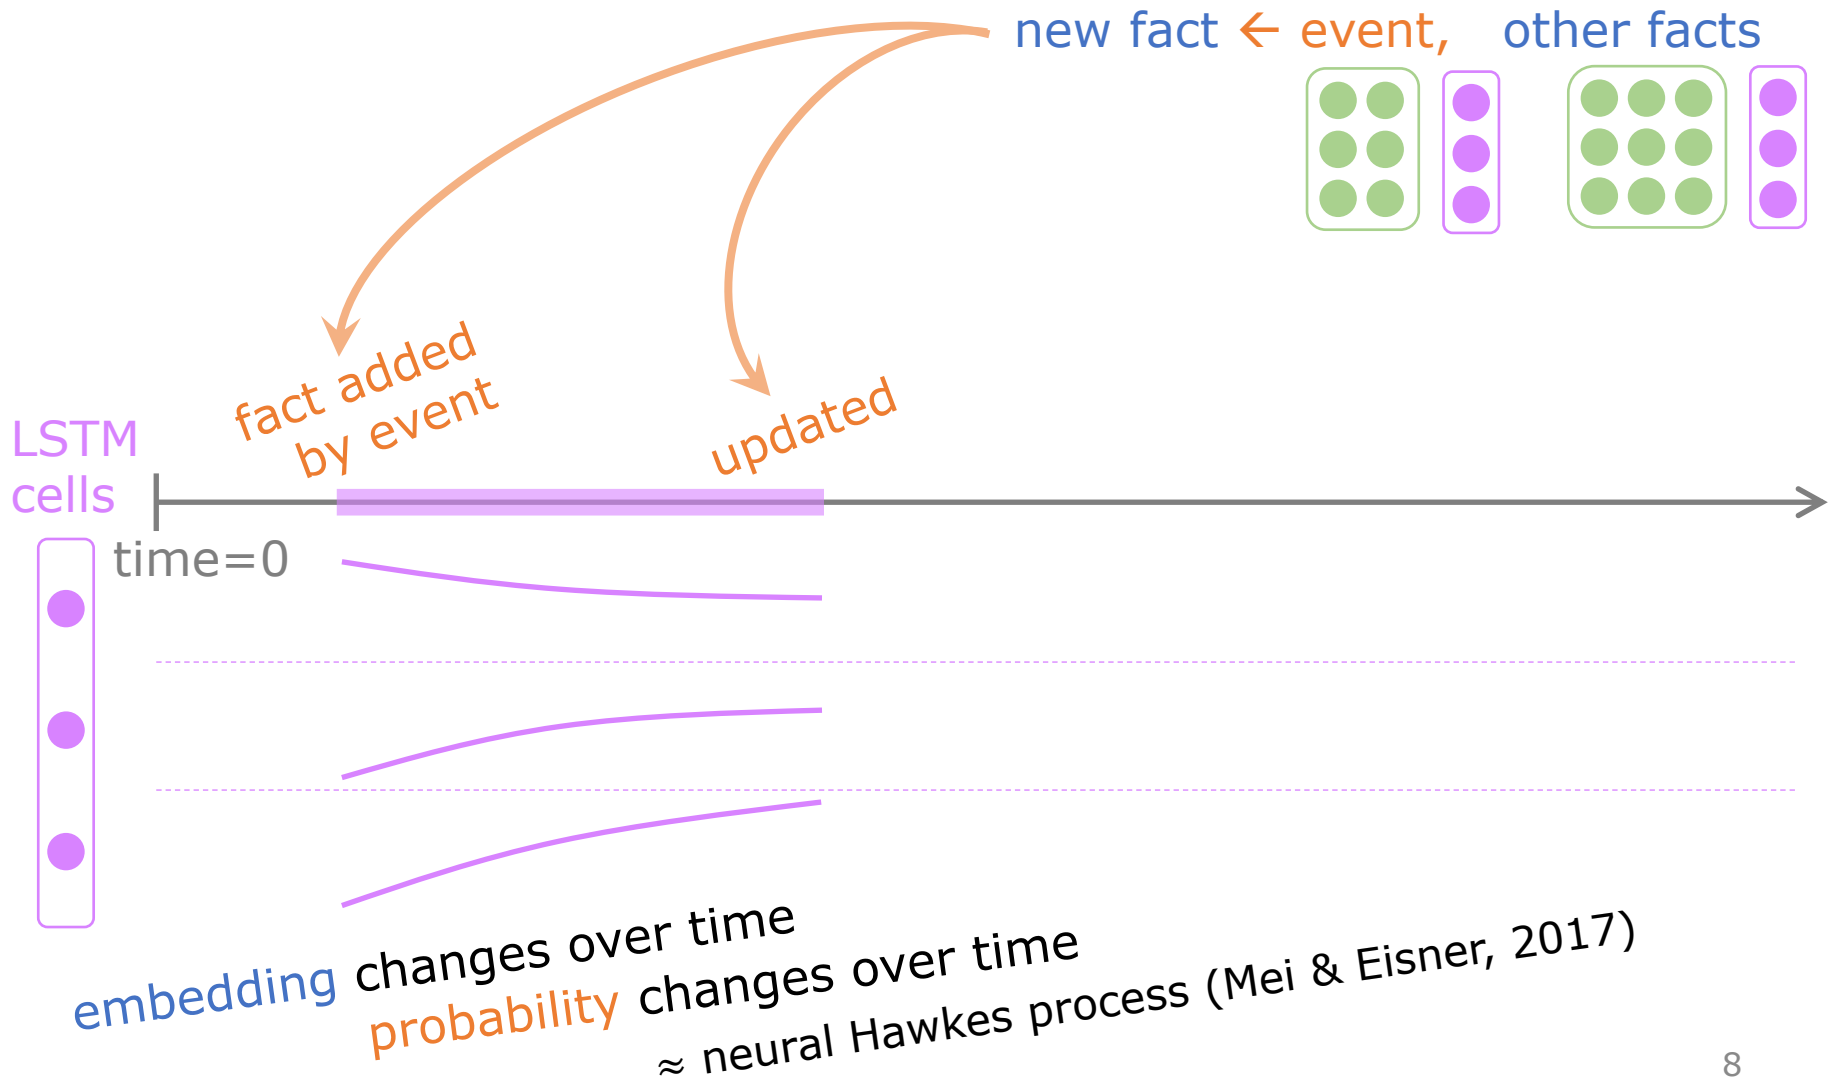 new fact ← event, other facts
fact added
by event
updated
LSTM
cells
time=0
embedding changes over time
probability changes over time
≈ neural Hawkes process (Mei & Eisner, 2017)
8